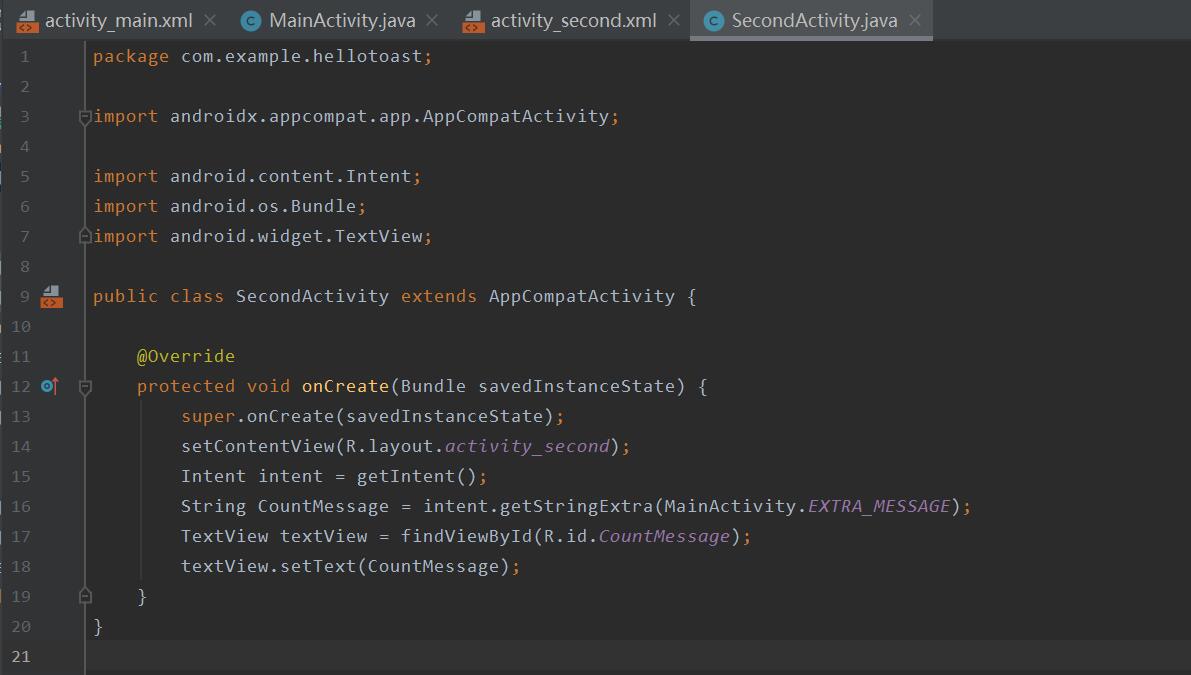 activity_main.xml MainActivity.java activity_second.xml SecondActivity.java
1 package com.example.hellotoast;
2
3 import androidx.appcompat.app.AppCompatActivity;
4
5 import android.content.Intent;
6 import android.os.Bundle;
7 import android.widget.TextView;
8
9 public class SecondActivity extends AppCompatActivity {
10
11 @Override
12 protected void onCreate(Bundle savedInstanceState) {
13 super.onCreate(savedInstanceState);
14 setContentView(R.layout.activity_second);
15 Intent intent = getIntent();
16 String CountMessage = intent.getStringExtra(MainActivity.EXTRA_MESSAGE);
17 TextView textView = findViewById(R.id.CountMessage);
18 textView.setText(CountMessage);
19 }
20 }
21